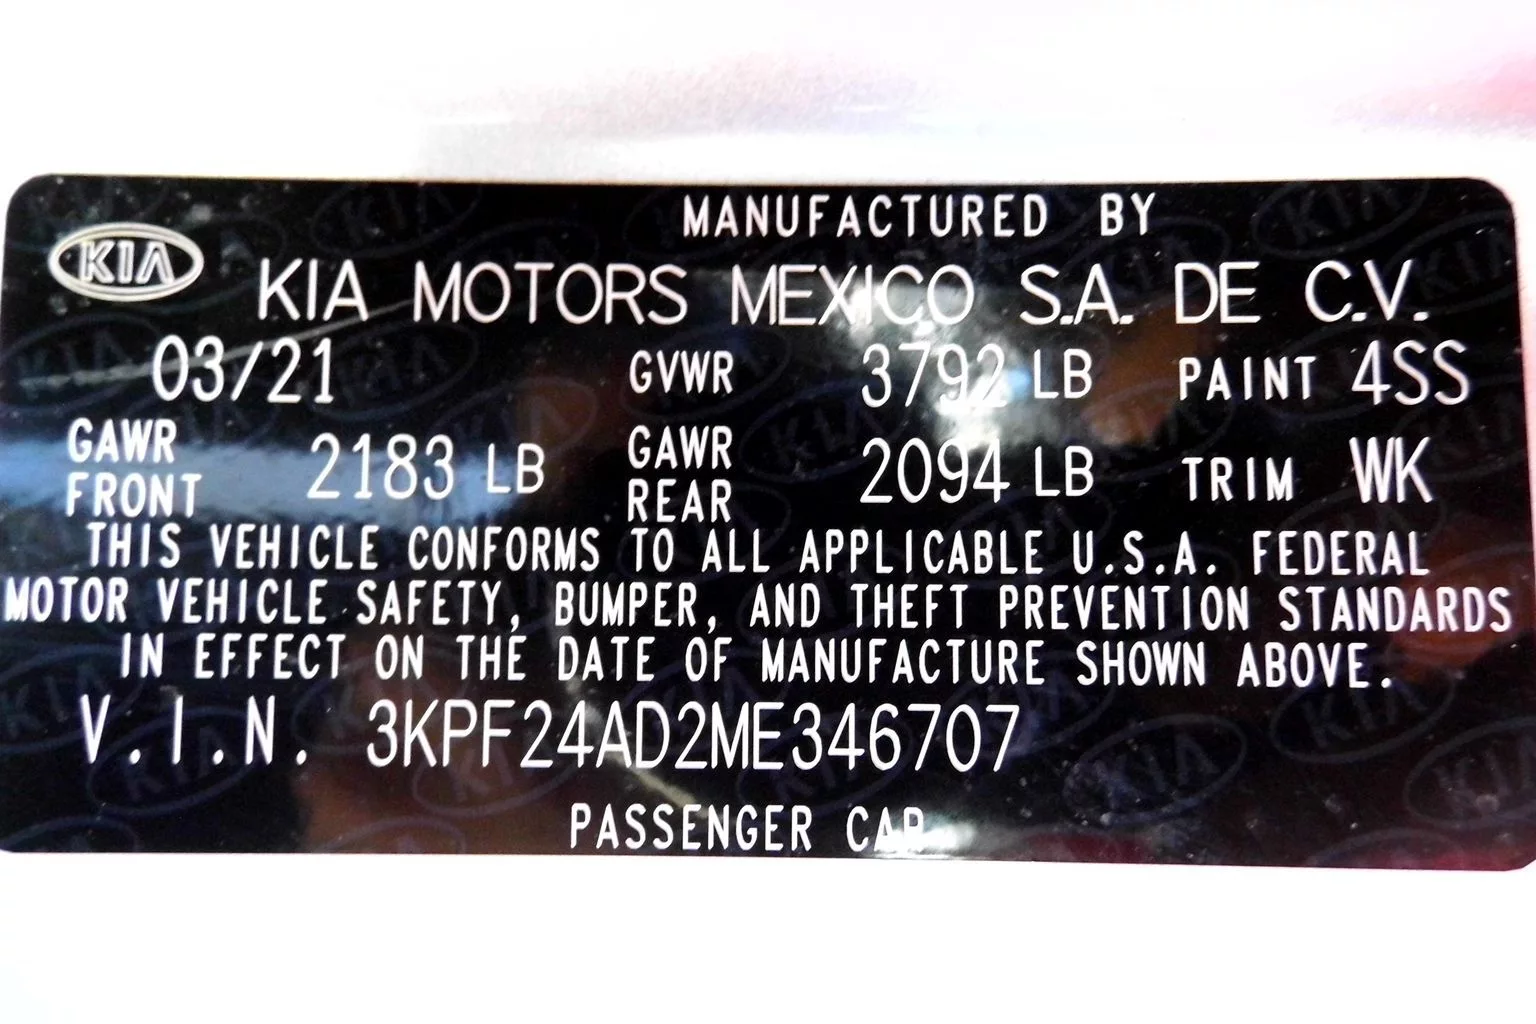 MANUFACTURED BY
KIA
KIA MOTORS MEXICO S.A. DE C.V.
03/21 GVWR 3792 LB PAINT 4SS
GAWR FRONT 2183 LB GAWR REAR 2094 LB TRIM WK
THIS VEHICLE CONFORMS TO ALL APPLICABLE U.S.A. FEDERAL
MOTOR VEHICLE SAFETY, BUMPER, AND THEFT PREVENTION STANDARDS
IN EFFECT ON THE DATE OF MANUFACTURE SHOWN ABOVE.
V.I.N. 3KPF24AD2ME346707
PASSENGER CAR